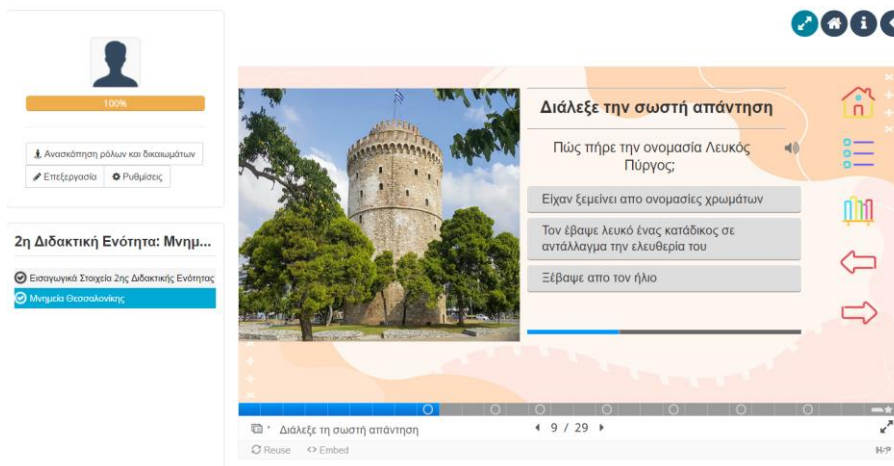 100%
Ανασκόπηση ρόλων και δικαιωμάτων
Επεξεργασία Ρυθμίσεις
2η Διδακτική Ενότητα: Μνημ...
Εισαγωγικά Στοιχεία 2ης Διδακτικής Ενότητας
Μνημεία Θεσσαλονίκης
Διάλεξε την σωστή απάντηση
Πώς πήρε την ονομασία Λευκός
Πύργος;
Είχαν ξεμείνει απο ονομασίες χρωμάτων
Τον έβαψε λευκό ένας κατάδικος σε
αντάλλαγμα την ελευθερία του
Ξέβαψε απο τον ήλιο
Διάλεξε τη σωστή απάντηση
9 / 29
Reuse <> Embed
H5P